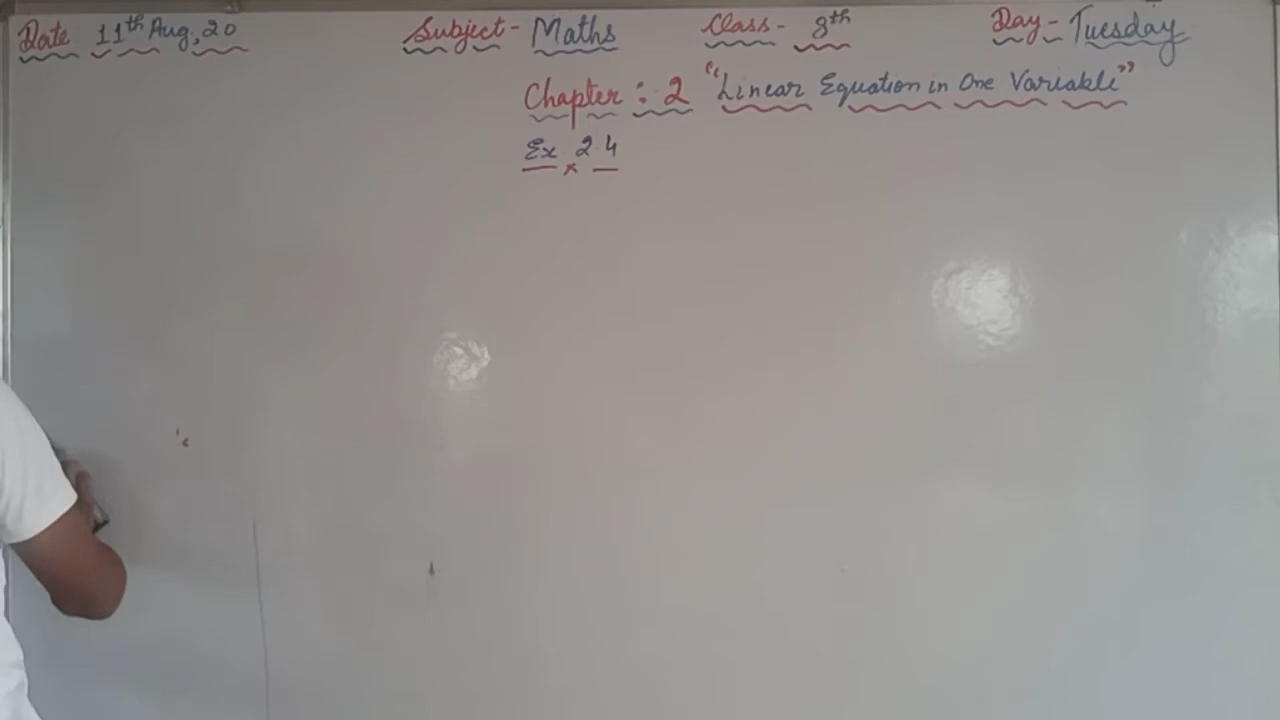 Date 11th Aug, 20 Subject - Maths Class - 8th Day - Tuesday
Chapter : 2 "Linear Equation in One Variable"
Ex 2 4